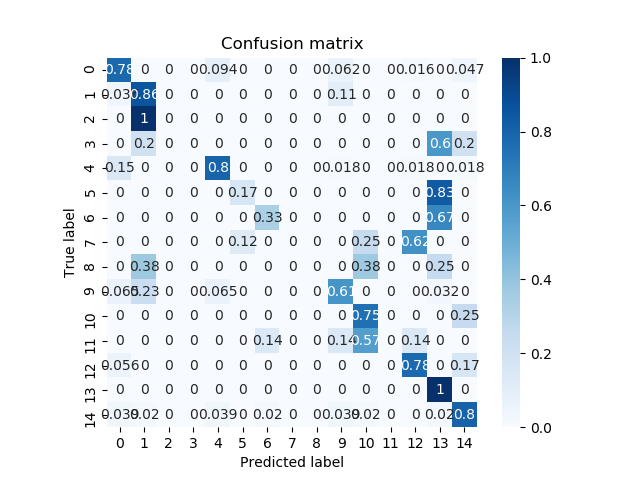 Confusion matrix
True label
0 0.78 0 0 0 0.094 0 0 0 0 0.062 0 0 0.016 0 0.047
1 0.86 0 0 0 0 0 0 0 0.11 0 0 0 0 0
2 0 1 0 0 0 0 0 0 0 0 0 0 0 0 0
3 0 0.2 0 0 0 0 0 0 0 0 0 0 0 0.6 0.2
4 0.15 0 0 0 0.8 0 0 0 0 0.018 0 0 0.018 0 0.018
5 0 0 0 0 0 0.17 0 0 0 0 0 0 0 0.83 0
6 0 0 0 0 0 0 0.33 0 0 0 0 0 0 0.67 0
7 0 0 0 0 0 0.12 0 0 0 0 0.25 0 0.62 0 0
8 0 0.38 0 0 0 0 0 0 0 0 0.38 0 0 0.25 0
9 0.065 0.23 0 0 0.065 0 0 0 0 0.61 0 0 0 0.032 0
10 0 0 0 0 0 0 0 0 0 0 0.75 0 0 0 0.25
11 0 0 0 0 0 0 0.14 0 0 0.14 0.57 0 0.14 0 0
12 0.056 0 0 0 0 0 0 0 0 0 0 0 0.78 0 0.17
13 0 0 0 0 0 0 0 0 0 0 0 0 0 1 0
14 0.039 0.02 0 0 0.039 0 0.02 0 0 0.039 0.02 0 0 0.02 0.8
0 1 2 3 4 5 6 7 8 9 10 11 12 13 14
Predicted label
1.0
0.8
0.6
0.4
0.2
0.0